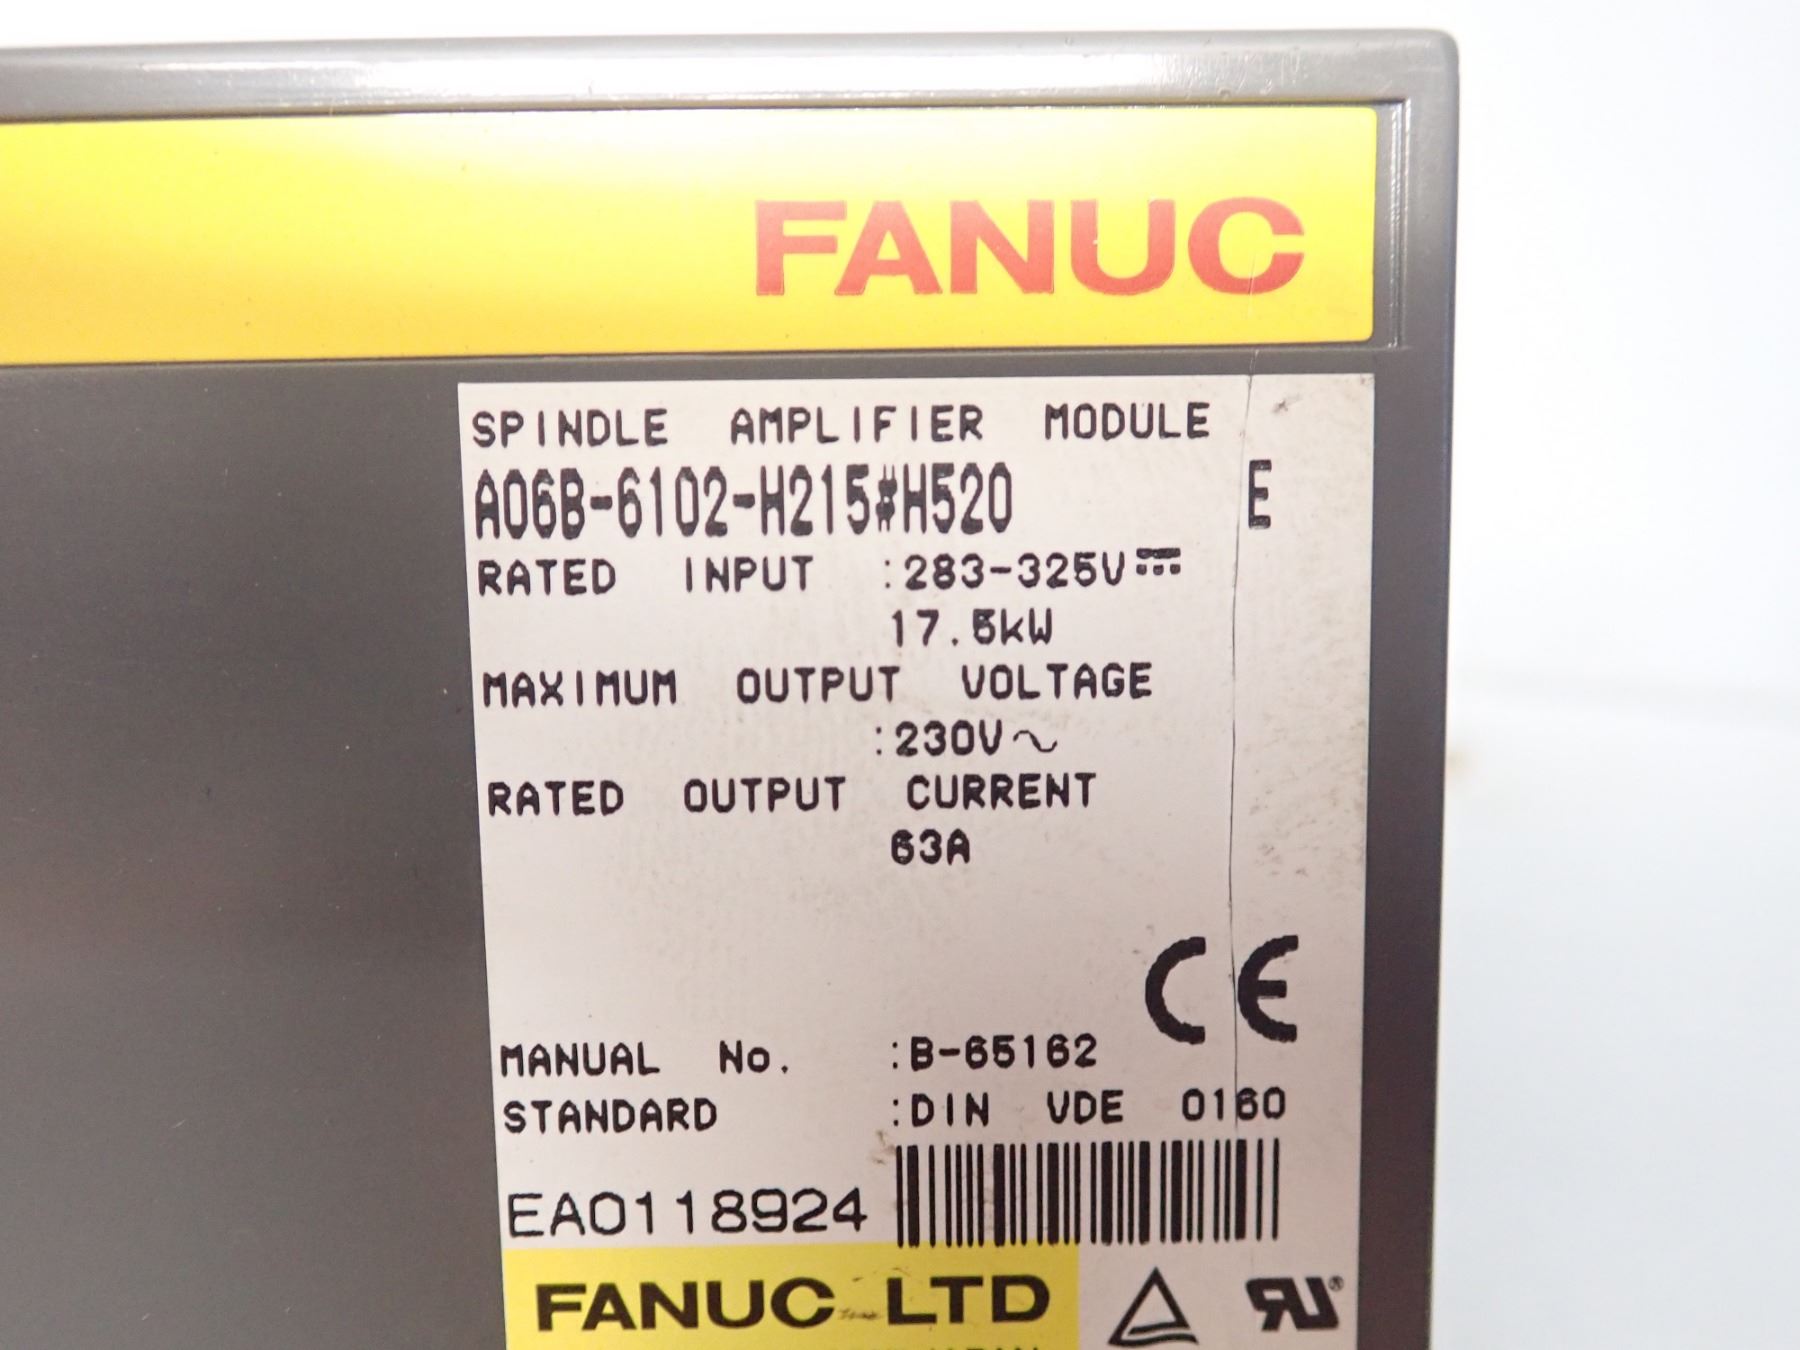 FANUC
SPINDLE AMPLIFIER MODULE
A06B-6102-H215#H520 E
RATED INPUT :283-325V
17.5kW
MAXIMUM OUTPUT VOLTAGE
:230V~
RATED OUTPUT CURRENT
63A
CE
MANUAL No. :B-65162
STANDARD :DIN VDE 0160
EA0118924
FANUC LTD